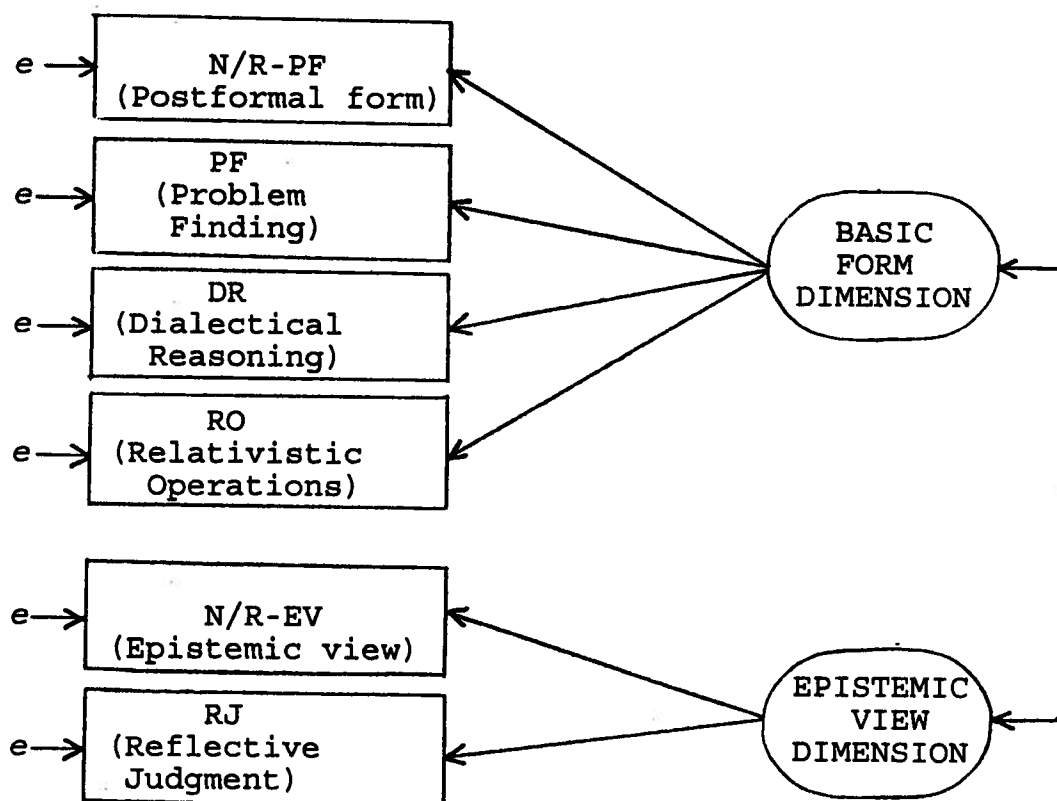 e
N/R-PF
(Postformal form)
e
PF
(Problem
Finding)
e
DR
(Dialectical
Reasoning)
e
RO
(Relativistic
Operations)
BASIC
FORM
DIMENSION
e
N/R-EV
(Epistemic view)
e
RJ
(Reflective
Judgment)
EPISTEMIC
VIEW
DIMENSION